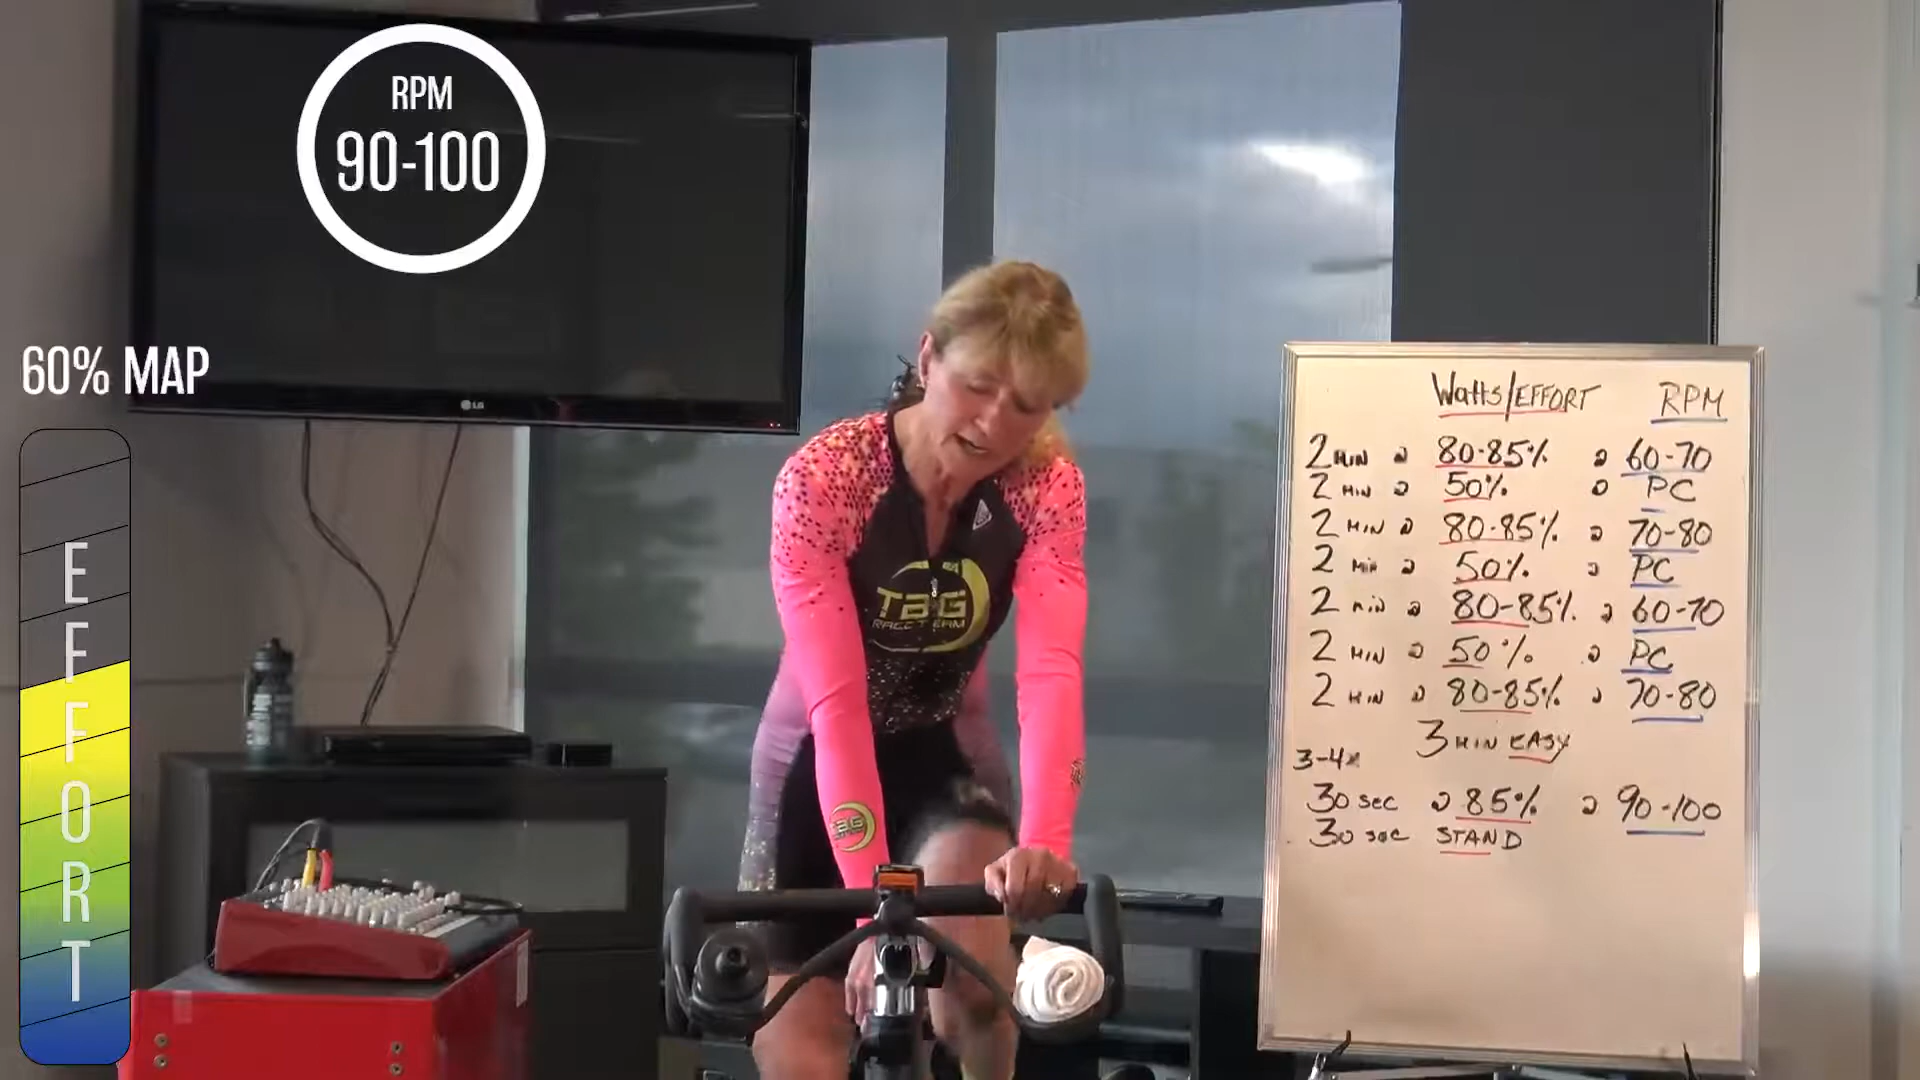 RPM
90-100
60% MAP
EFFORT
LG
TaG
RACE TEAM
TaG
Watts/EFFORT RPM
2 MIN @ 80-85% @ 60-70
2 MIN @ 50% @ PC
2 MIN @ 80-85% @ 70-80
2 MIN @ 50% @ PC
2 MIN @ 80-85% @ 60-70
2 MIN @ 50% @ PC
2 MIN @ 80-85% @ 70-80
3 MIN EASY
3-4x
30 sec @ 85% @ 90-100
30 sec STAND